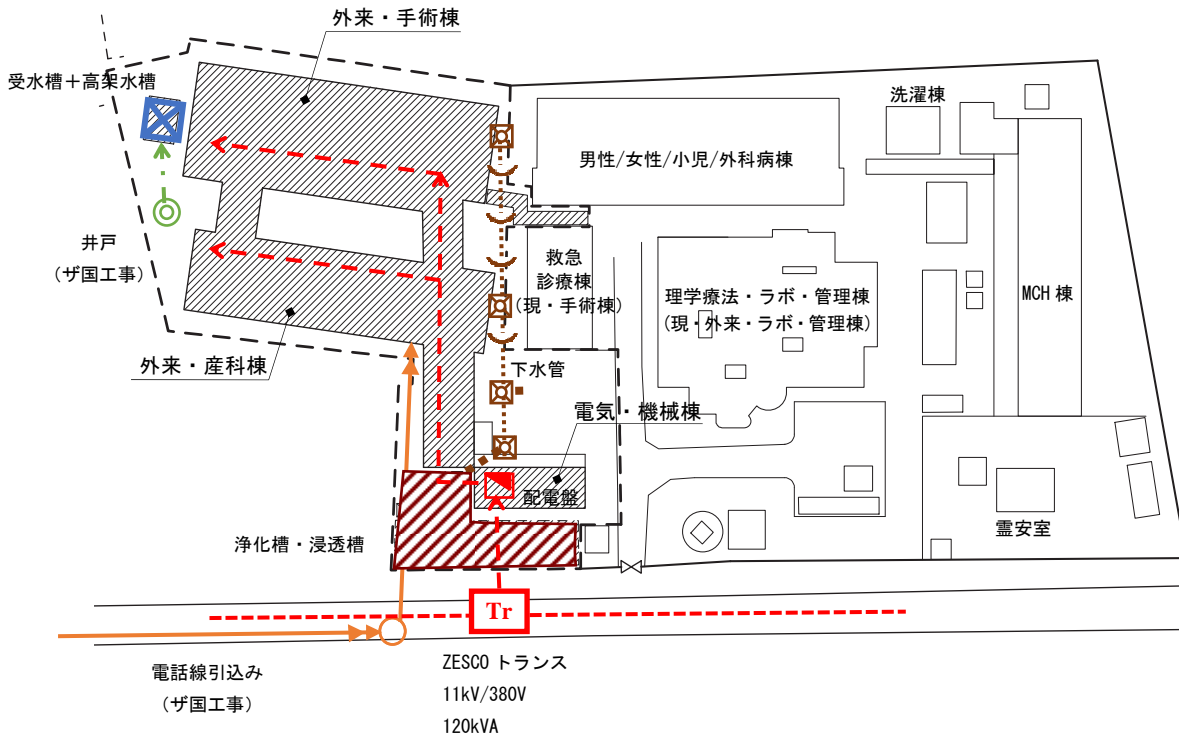 外来・手術棟
受水槽＋高架水槽
洗濯棟
男性/女性/小児/外科病棟
井戸
（ザ国工事）
救急
診療棟
（現・手術棟）
理学療法・ラボ・管理棟
（現・外来・ラボ・管理棟）
MCH 棟
外来・産科棟
下水管
電気・機械棟
配電盤
霊安室
浄化槽・浸透槽
Tr
電話線引込み
（ザ国工事）
ZESCO トランス
11kV/380V
120kVA